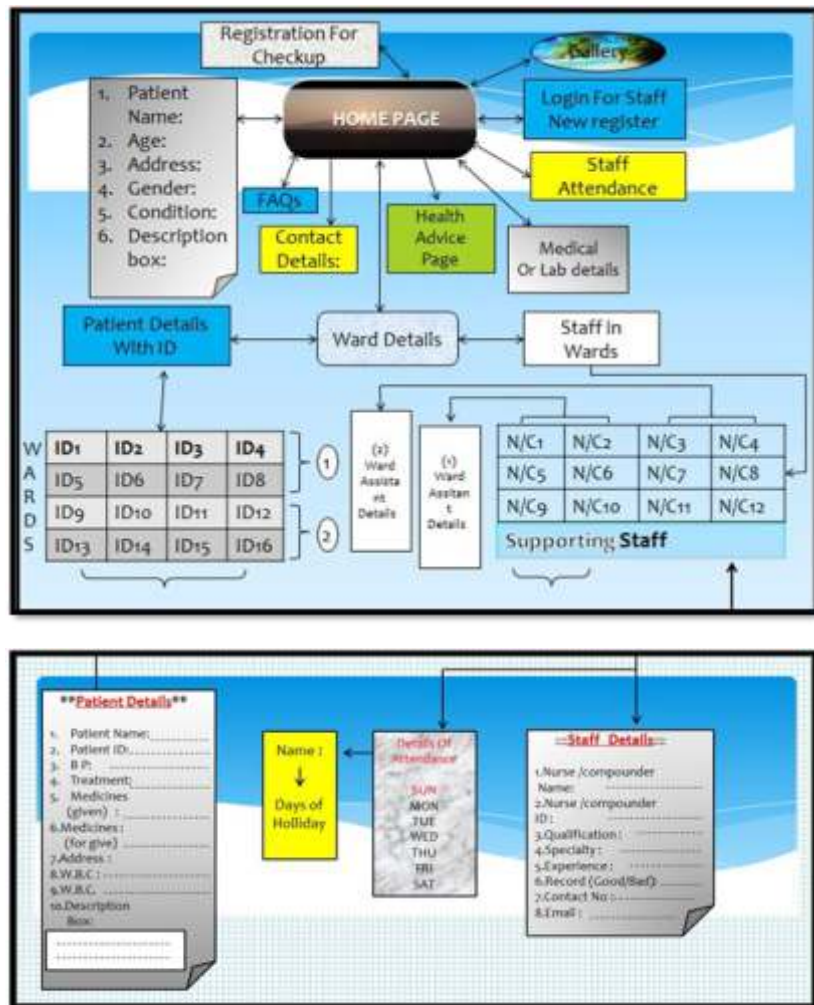 Registration For
Checkup
Gallery
1. Patient
Name:
2. Age:
3. Address:
4. Gender:
5. Condition:
6. Description
box:
HOME PAGE
Login For Staff
New register
Staff
Attendance
FAQs
Contact
Details:
Health
Advice
Page
Medical
Or Lab details
Patient Details
With ID
Ward Details
Staff in
Wards
W
A
R
D
S
ID1 ID2 ID3 ID4
ID5 ID6 ID7 ID8
ID9 ID10 ID11 ID12
ID13 ID14 ID15 ID16
1
2
(2)
Ward
Assista
nt
Details
(1)
Ward
Assitan
t
Details
N/C1 N/C2 N/C3 N/C4
N/C5 N/C6 N/C7 N/C8
N/C9 N/C10 N/C11 N/C12
Supporting Staff
**Patient Details**
1. Patient Name:
2. Patient ID:
3. B P:
4. Treatment:
5. Medicines
(given) :
6.Medicines :
(for give)
7.Address :
8.W.B.C :
9.W.B.C.
10.Description
Box:
Name :
Days of
Holliday
Details Of
Attendance
SUN
MON
TUE
WED
THU
FRI
SAT
Staff Details
1.Nurse /compounder
Name:
2.Nurse /compounder
ID :
3.Qualification :
4.Specialty :
5.Experience :
6.Record (Good/Bad):
7.Contact No :
8.Email :